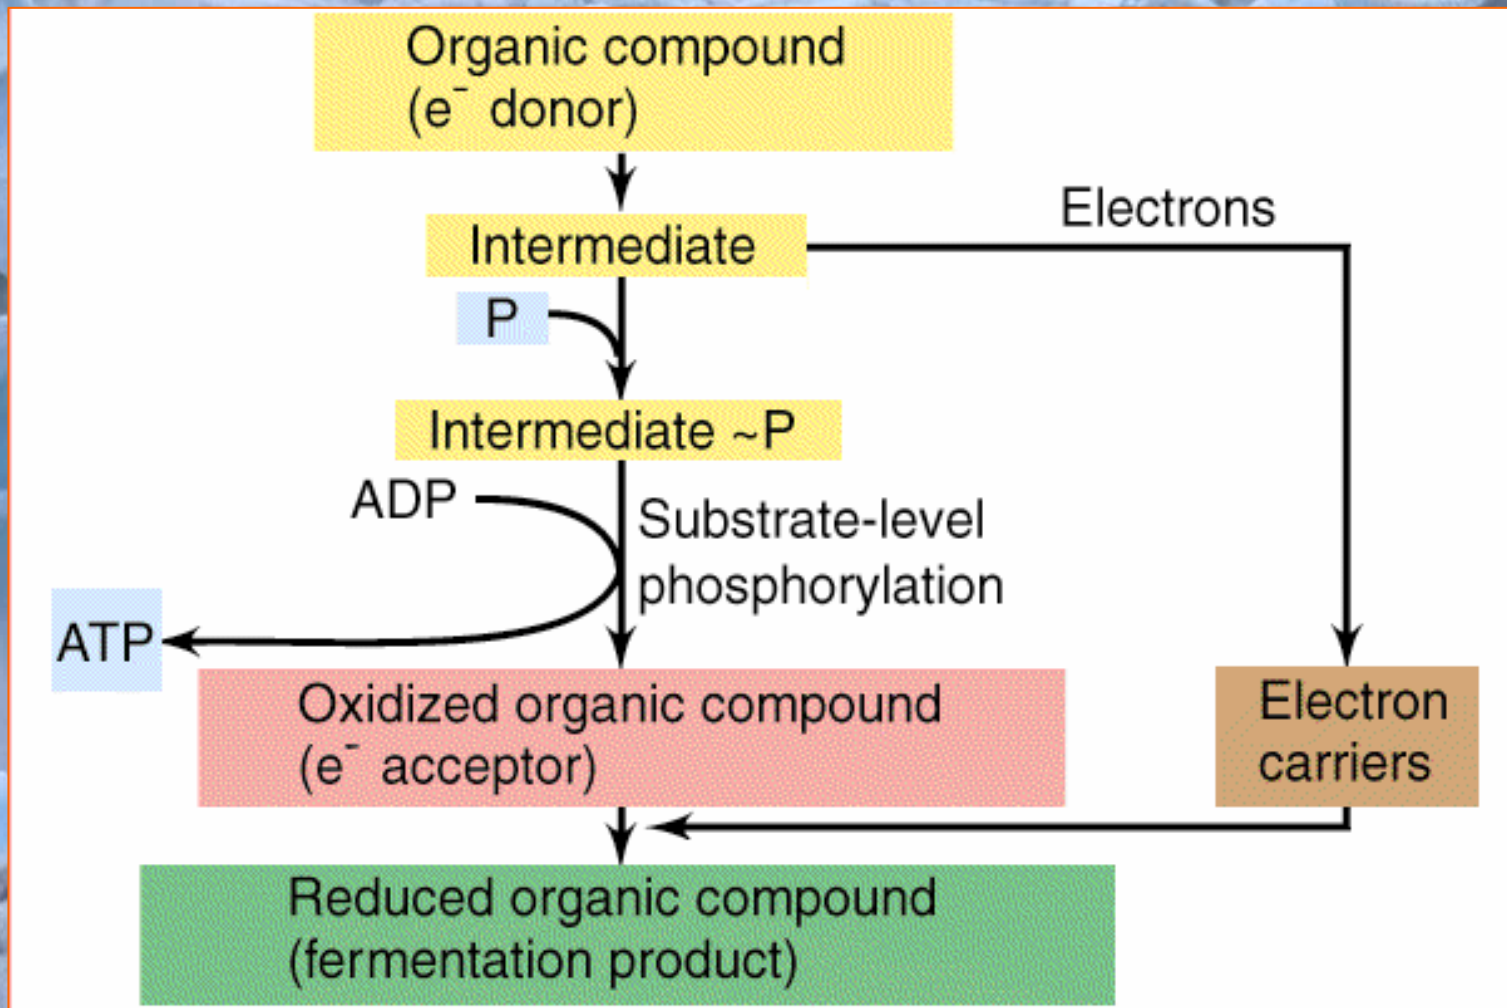 Organic compound
(e⁻ donor)
Electrons
Intermediate
P
Intermediate ~P
ADP
Substrate-level
phosphorylation
ATP
Oxidized organic compound
(e⁻ acceptor)
Electron
carriers
Reduced organic compound
(fermentation product)